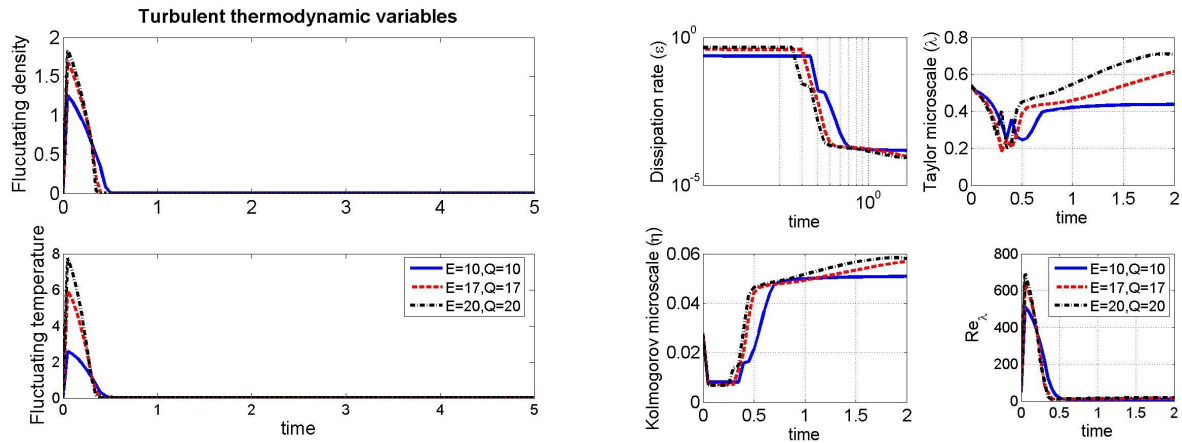 Turbulent thermodynamic variables
Flucutating density
2
1.5
1
0.5
0
0 1 2 3 4 5
Fluctuating temperature
8
6
4
2
0
E=10,Q=10
E=17,Q=17
E=20,Q=20
0 1 2 3 4 5
time
Dissipation rate (ε)
10^0
10^-5
10^0
time
Taylor microscale (λ)
0.8
0.6
0.4
0.2
0
0 0.5 1 1.5 2
time
Kolmogorov microscale (η)
0.06
0.04
0.02
0
0 0.5 1 1.5 2
time
Re_λ
800
600
400
200
0
E=10,Q=10
E=17,Q=17
E=20,Q=20
0 0.5 1 1.5 2
time